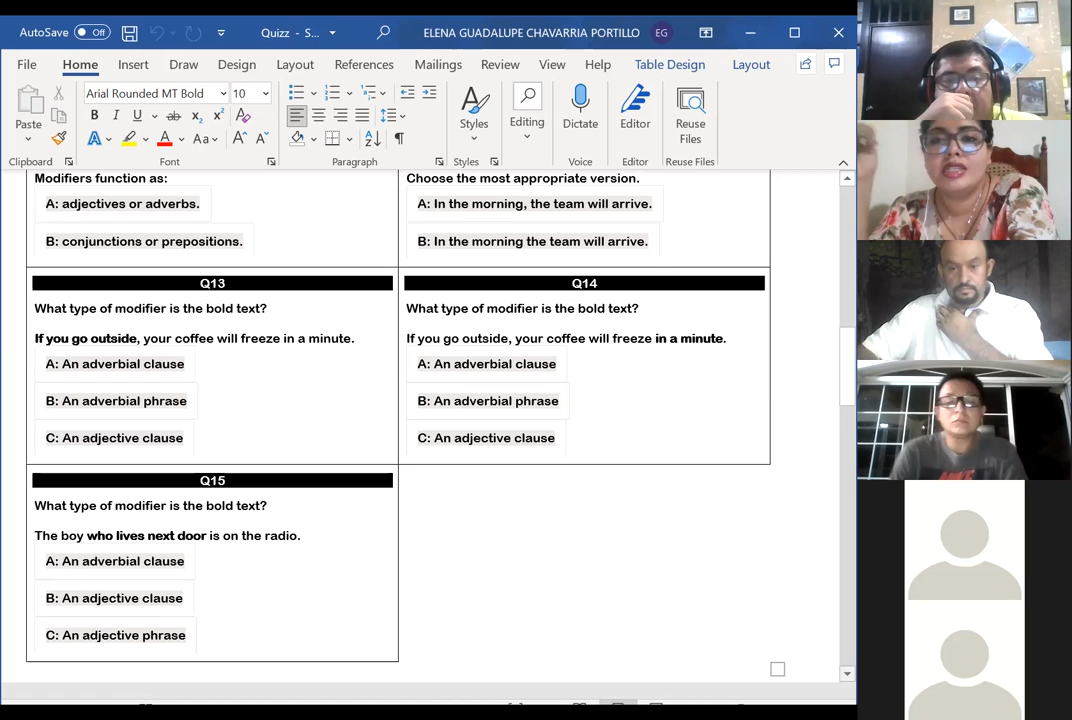 AutoSave Off Quizz - S... ELENA GUADALUPE CHAVARRIA PORTILLO EG
File Home Insert Draw Design Layout References Mailings Review View Help Table Design Layout
Arial Rounded MT Bold 10
Paste B I U ab x₂ x² Styles Editing Dictate Editor Reuse Files
A A Aa A A
Clipboard Font Paragraph Styles Voice Editor Reuse Files
Modifiers function as:
A: adjectives or adverbs.
B: conjunctions or prepositions.
Choose the most appropriate version.
A: In the morning, the team will arrive.
B: In the morning the team will arrive.
Q13
What type of modifier is the bold text?
If you go outside, your coffee will freeze in a minute.
A: An adverbial clause
B: An adverbial phrase
C: An adjective clause
Q14
What type of modifier is the bold text?
If you go outside, your coffee will freeze in a minute.
A: An adverbial clause
B: An adverbial phrase
C: An adjective clause
Q15
What type of modifier is the bold text?
The boy who lives next door is on the radio.
A: An adverbial clause
B: An adjective clause
C: An adjective phrase